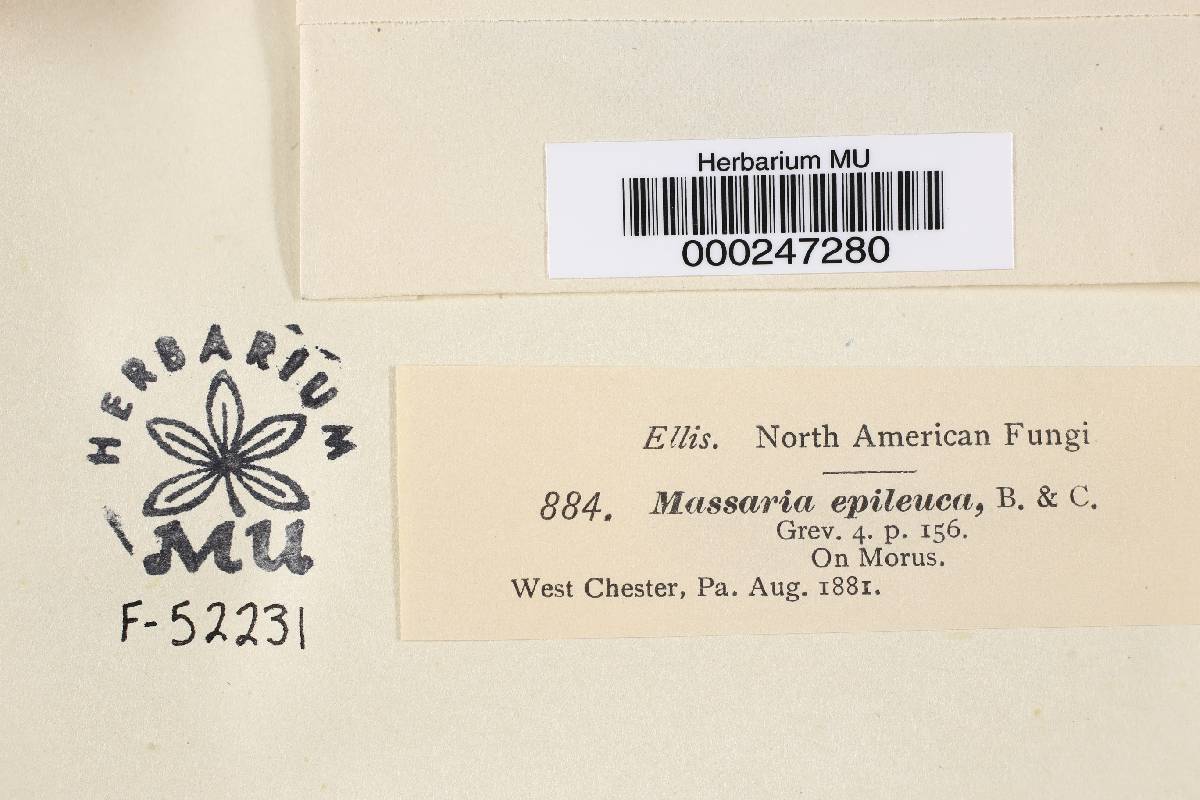 Herbarium MU
000247280
HERBARIUM
MU
F-52231
Ellis. North American Fungi
884. Massaria epileuca, B. & C.
Grev. 4. p. 156.
On Morus.
West Chester, Pa. Aug. 1881.